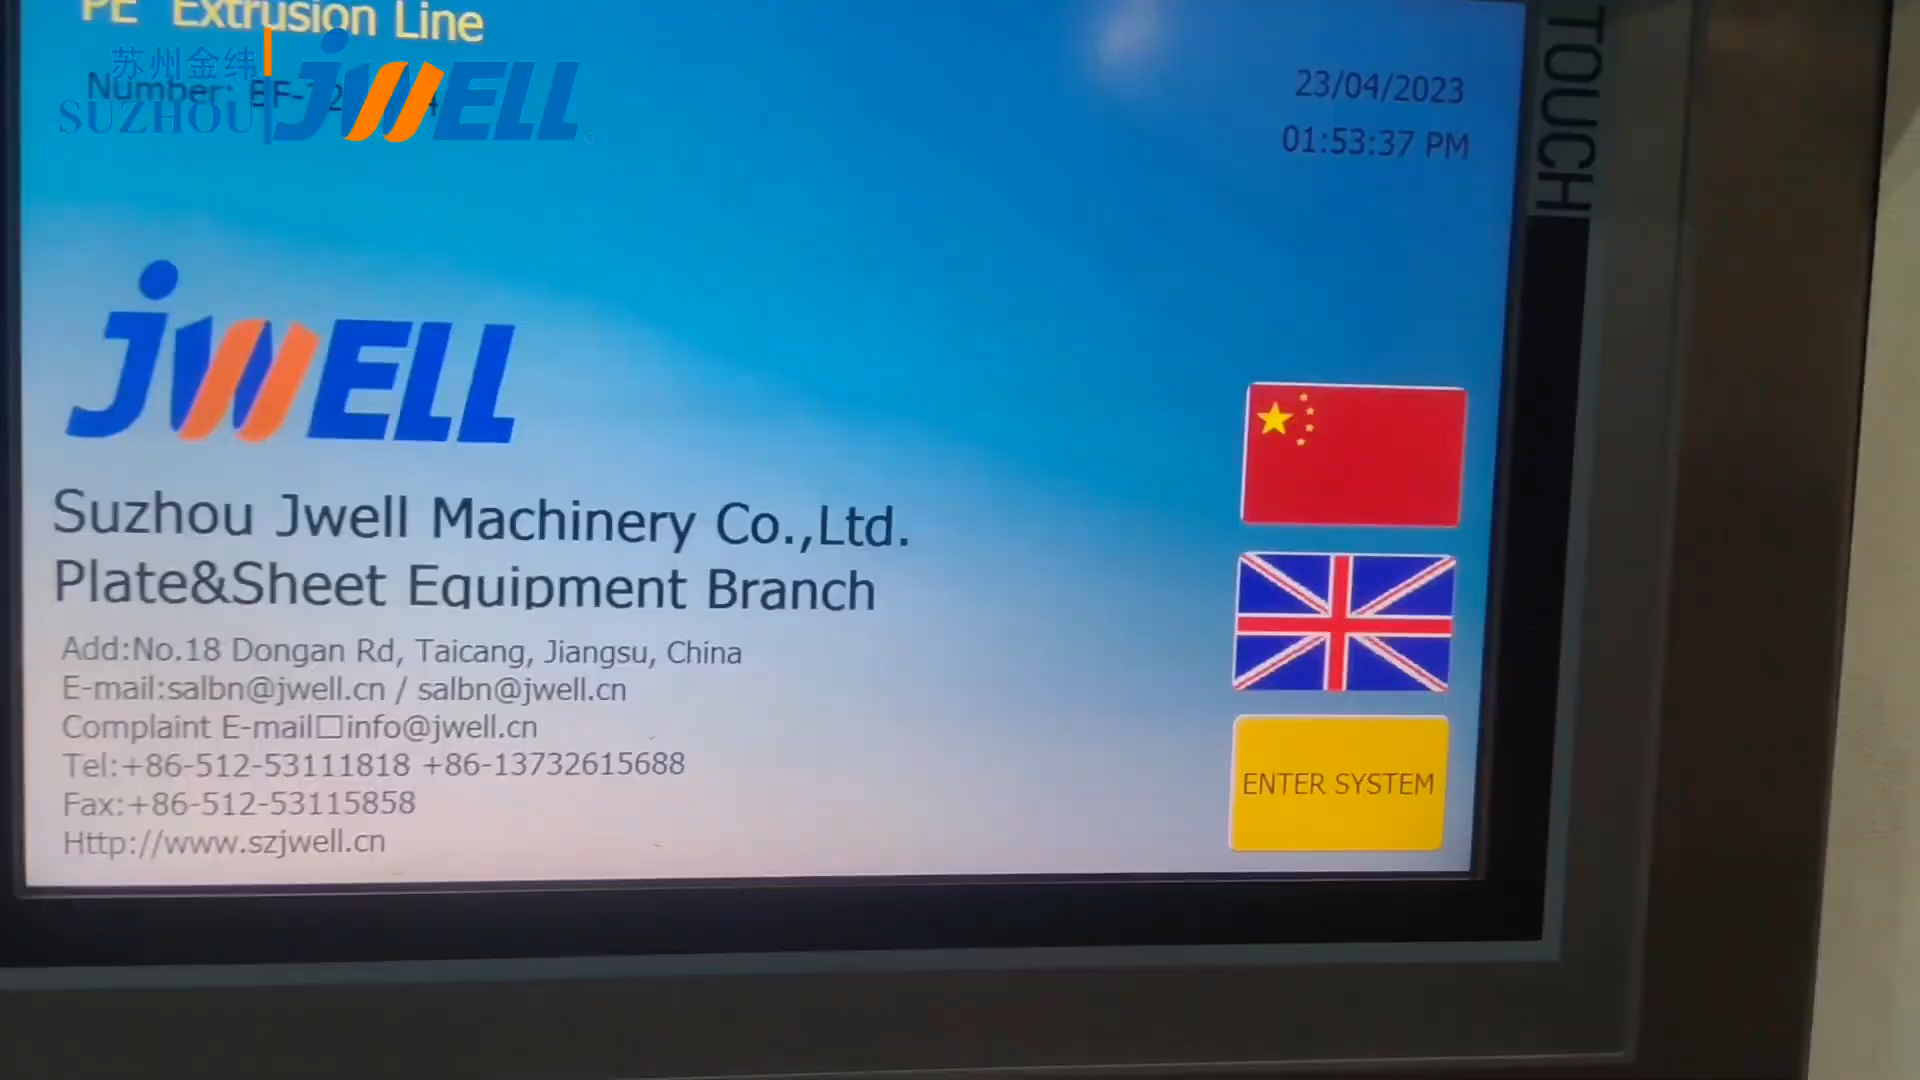 PE Extrusion Line
苏州金纬
SUZHOU
JWELL
Number:
23/04/2023
01:53:37 PM
TOUCH
JWELL
Suzhou Jwell Machinery Co.,Ltd.
Plate&Sheet Equipment Branch
Add:No.18 Dongan Rd, Taicang, Jiangsu, China
E-mail:salbn@jwell.cn / salbn@jwell.cn
Complaint E-mail□info@jwell.cn
Tel:+86-512-53111818 +86-13732615688
Fax:+86-512-53115858
Http://www.szjwell.cn
ENTER SYSTEM